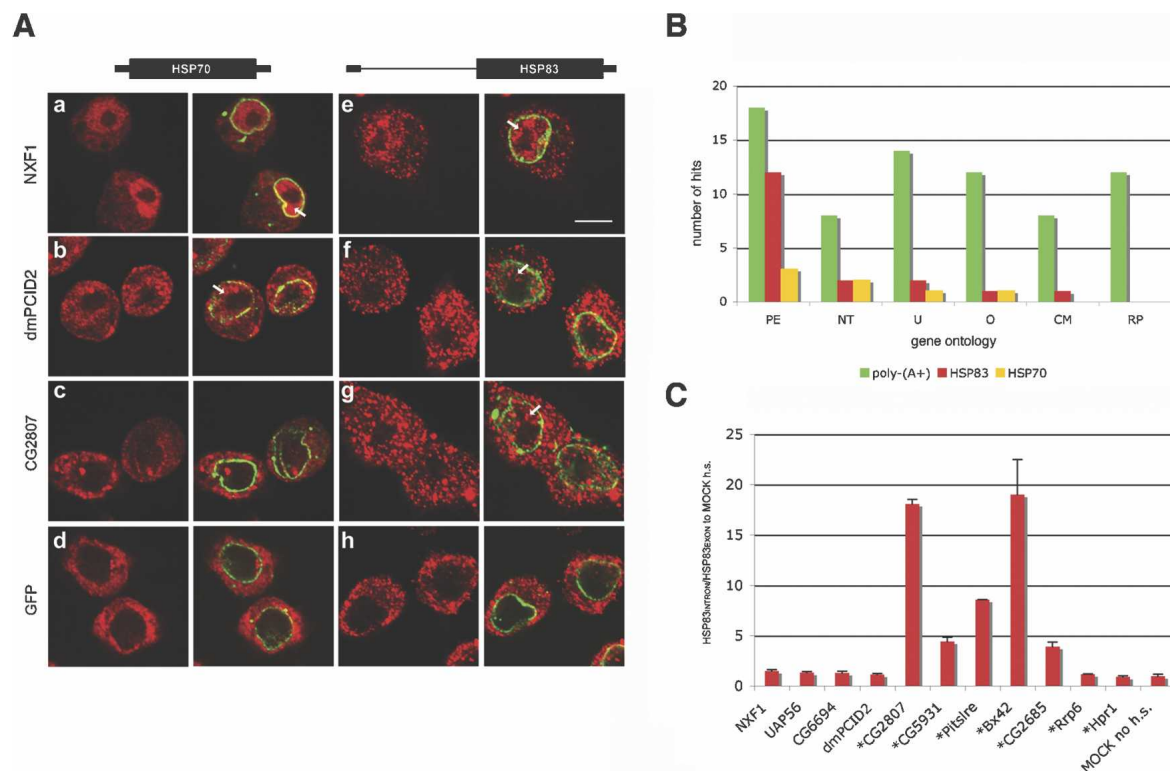 A
HSP70
HSP83
a
e
NXF1
b
f
dmPCID2
c
g
CG2807
d
h
GFP
B
20
15
10
5
0
number of hits
PE NT U O CM RP
gene ontology
poly-(A+) HSP83 HSP70
C
25
20
15
10
5
0
HSP83INTRON/HSP83EXON to MOCK h.s.
NXF1
UAP56
CG6694
dmPCID2
*CG2807
*CG5931
*Pitslre
*Bx42
*CG2685
*Rrp6
*Hpr1
MOCK no h.s.